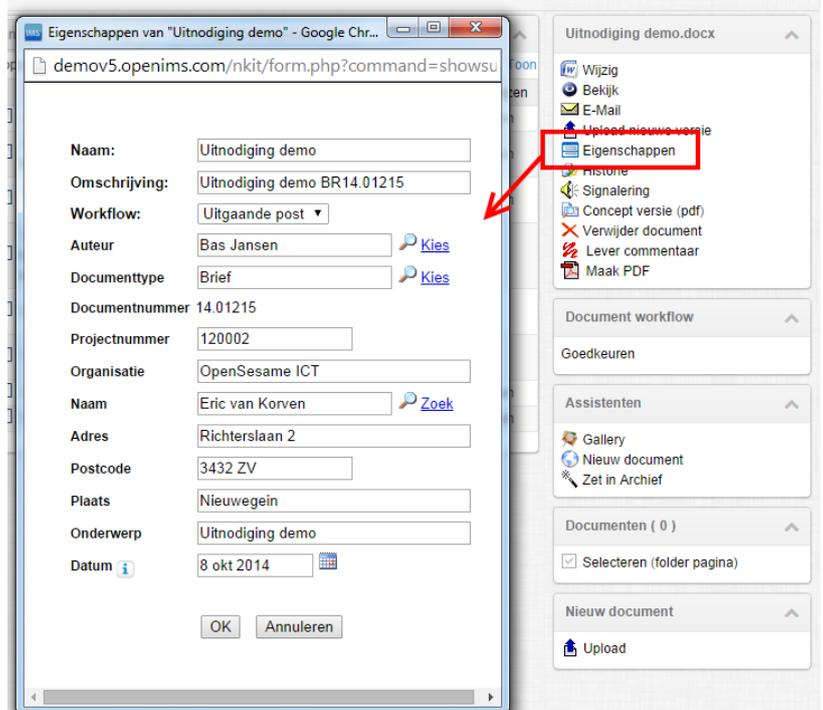 Eigenschappen van "Uitnodiging demo" - Google Chr...
demov5.openims.com/nkit/form.php?command=showsu
Naam: Uitnodiging demo
Omschrijving: Uitnodiging demo BR14.01215
Workflow: Uitgaande post
Auteur Bas Jansen Kies
Documenttype Brief Kies
Documentnummer 14.01215
Projectnummer 120002
Organisatie OpenSesame ICT
Naam Eric van Korven Zoek
Adres Richterslaan 2
Postcode 3432 ZV
Plaats Nieuwegein
Onderwerp Uitnodiging demo
Datum 8 okt 2014
OK Annuleren
Toon
Uitnodiging demo.docx
Wijzig
Bekijk
E-Mail
Upload nieuwe versie
Eigenschappen
Historie
Signalering
Concept versie (pdf)
Verwijder document
Lever commentaar
Maak PDF
Document workflow
Goedkeuren
Assistenten
Gallery
Nieuw document
Zet in Archief
Documenten ( 0 )
Selecteren (folder pagina)
Nieuw document
Upload